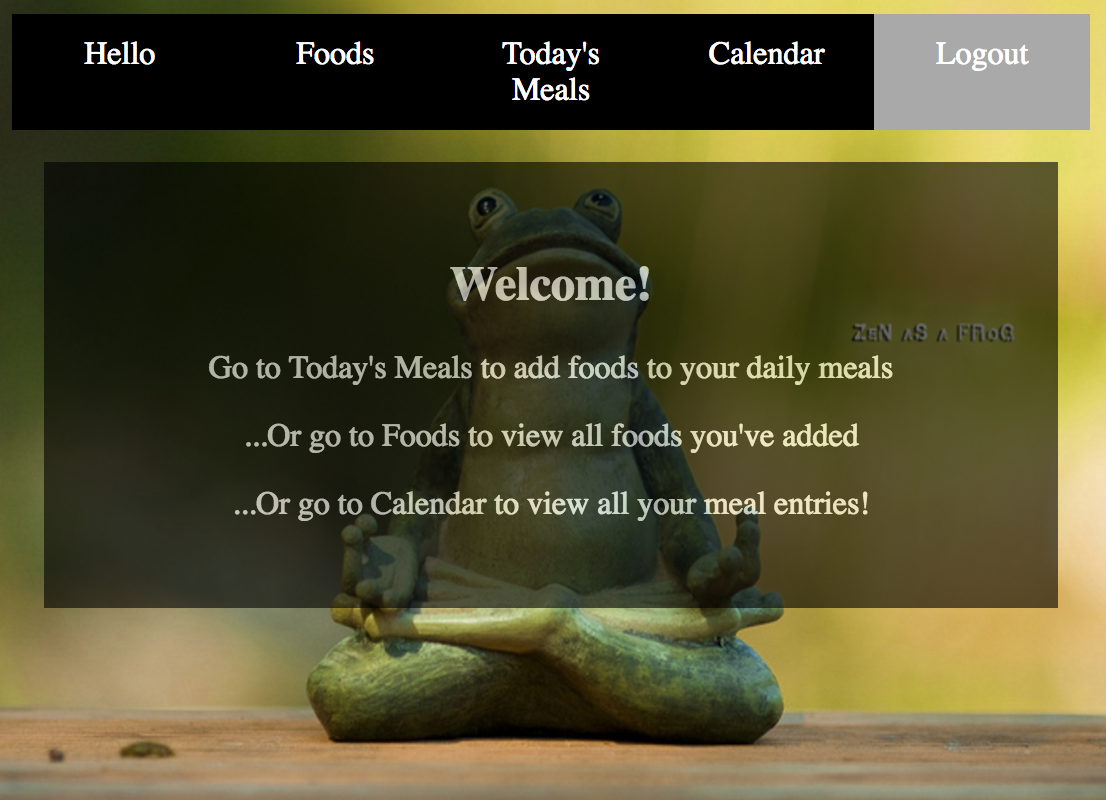 Hello
Foods
Today's
Meals
Calendar
Logout
Welcome!
ZeN AS A FRoG
Go to Today's Meals to add foods to your daily meals
...Or go to Foods to view all foods you've added
...Or go to Calendar to view all your meal entries!